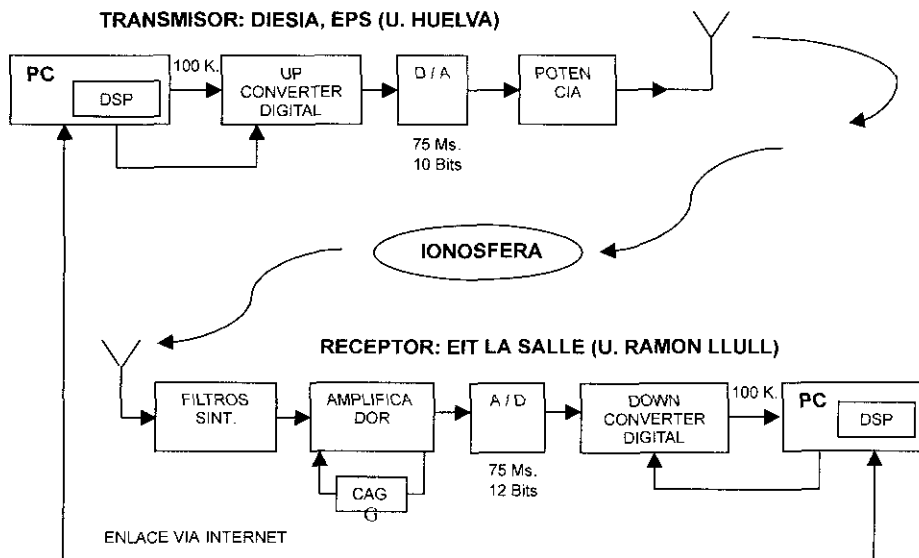 TRANSMISOR: DIESIA, EPS (U. HUELVA)
PC
DSP
100 K.
UP
CONVERTER
DIGITAL
D / A
75 Ms.
10 Bits
POTEN
CIA
IONOSFERA
RECEPTOR: EIT LA SALLE (U. RAMON LLULL)
FILTROS
SINT.
AMPLIFICA
DOR
CAG
G
A / D
75 Ms.
12 Bits
DOWN
CONVERTER
DIGITAL
100 K.
PC
DSP
ENLACE VIA INTERNET